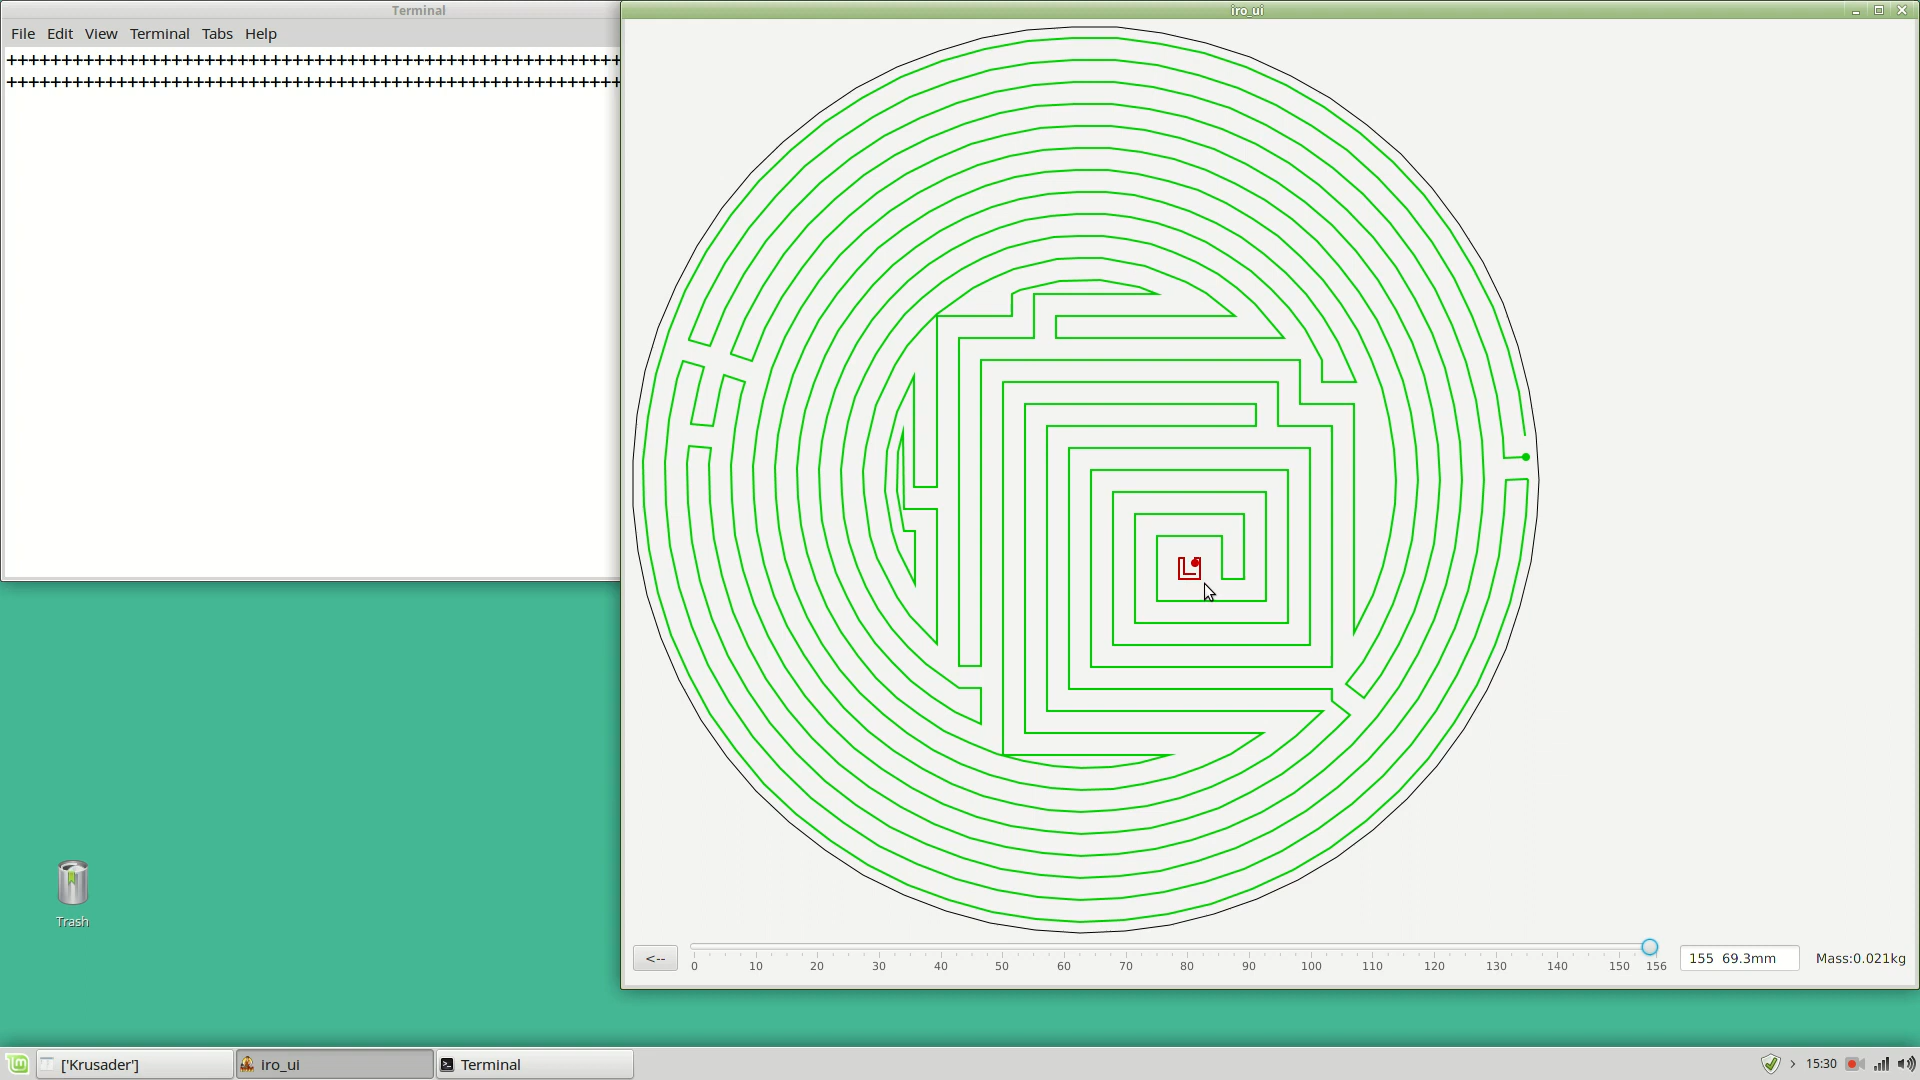 Terminal
File Edit View Terminal Tabs Help
++++++++++++++++++++++++++++++++++++++++++++++++++++++++
++++++++++++++++++++++++++++++++++++++++++++++++++++++++
iro_ui
<--
0 10 20 30 40 50 60 70 80 90 100 110 120 130 140 150 156
155 69.3mm
Mass:0.021kg
Trash
['Krusader']
iro_ui
Terminal
15:30